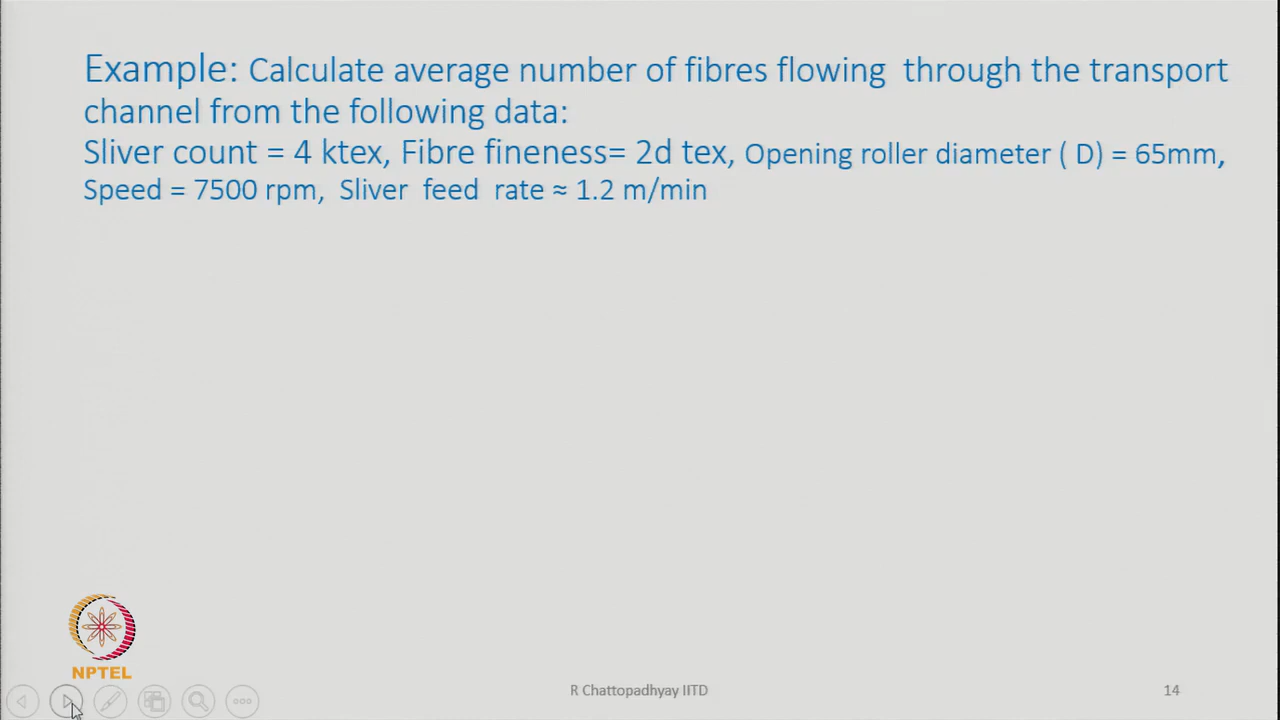 Example: Calculate average number of fibres flowing through the transport
channel from the following data:
Sliver count = 4 ktex, Fibre fineness= 2d tex, Opening roller diameter ( D) = 65mm,
Speed = 7500 rpm, Sliver feed rate ≈ 1.2 m/min
NPTEL
R Chattopadhyay IITD
14